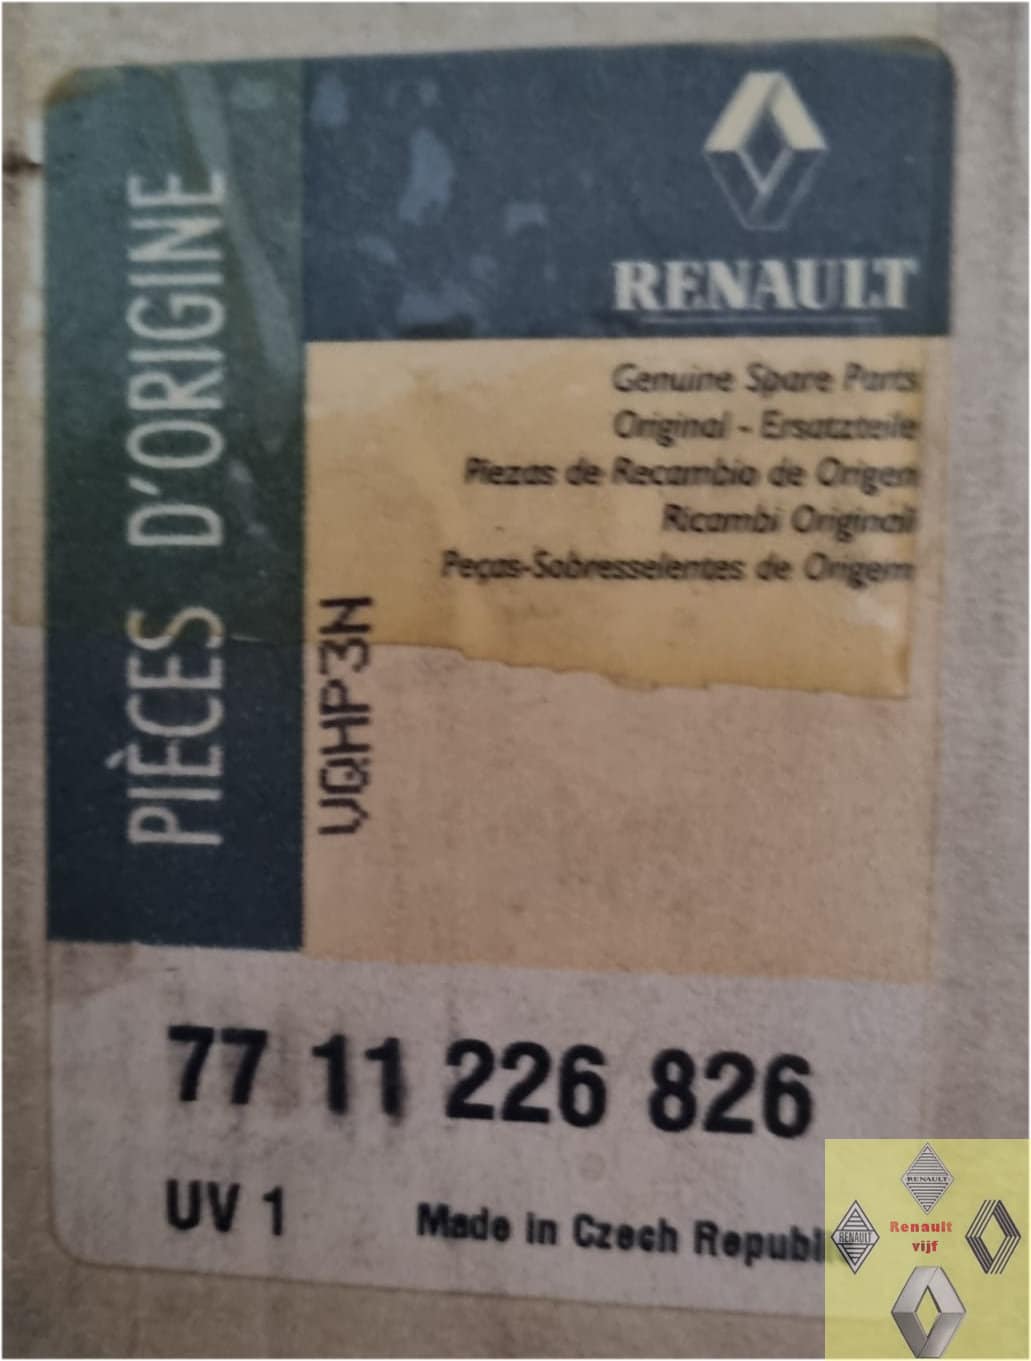 PIÈCES D'ORIGINE
RENAULT
Genuine Spare Parts
Original - Ersatzteile
Piezas de Recambio de Origen
Ricambi Originali
Peças-Sobresselentes de Origem
VQHP3N
77 11 226 826
UV 1
Made in Czech Republi
RENAULT
RENAULT
Renault
vijf